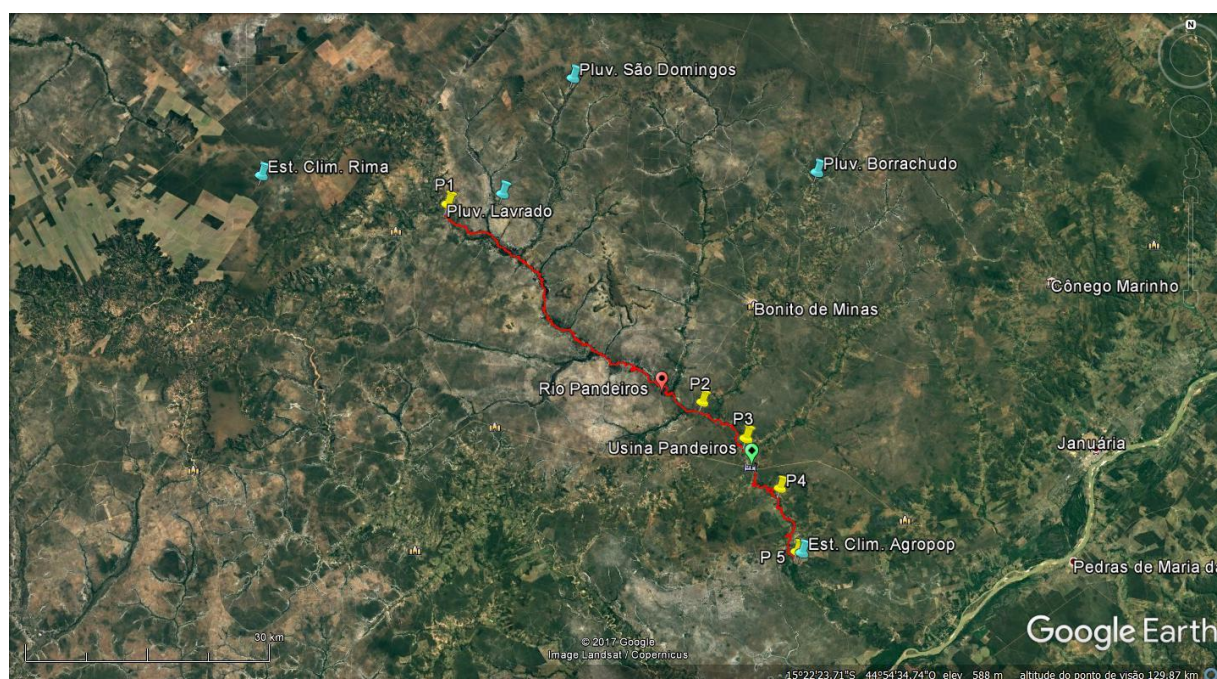 N
Pluv. São Domingos
Est. Clim. Rima
Pluv. Borrachudo
P1
Pluv. Lavrado
Cônego Marinho
Bonito de Minas
Rio Pandeiros
P2
P3
Usina Pandeiros
Januária
P4
Est. Clim. Agropop
P 5
Pedras de Maria da
30 km
© 2017 Google
Image Landsat / Copernicus
Google Earth
15°22'23.71"S 44°54'34.74"O elev 588 m altitude do ponto de visão 129.87 km